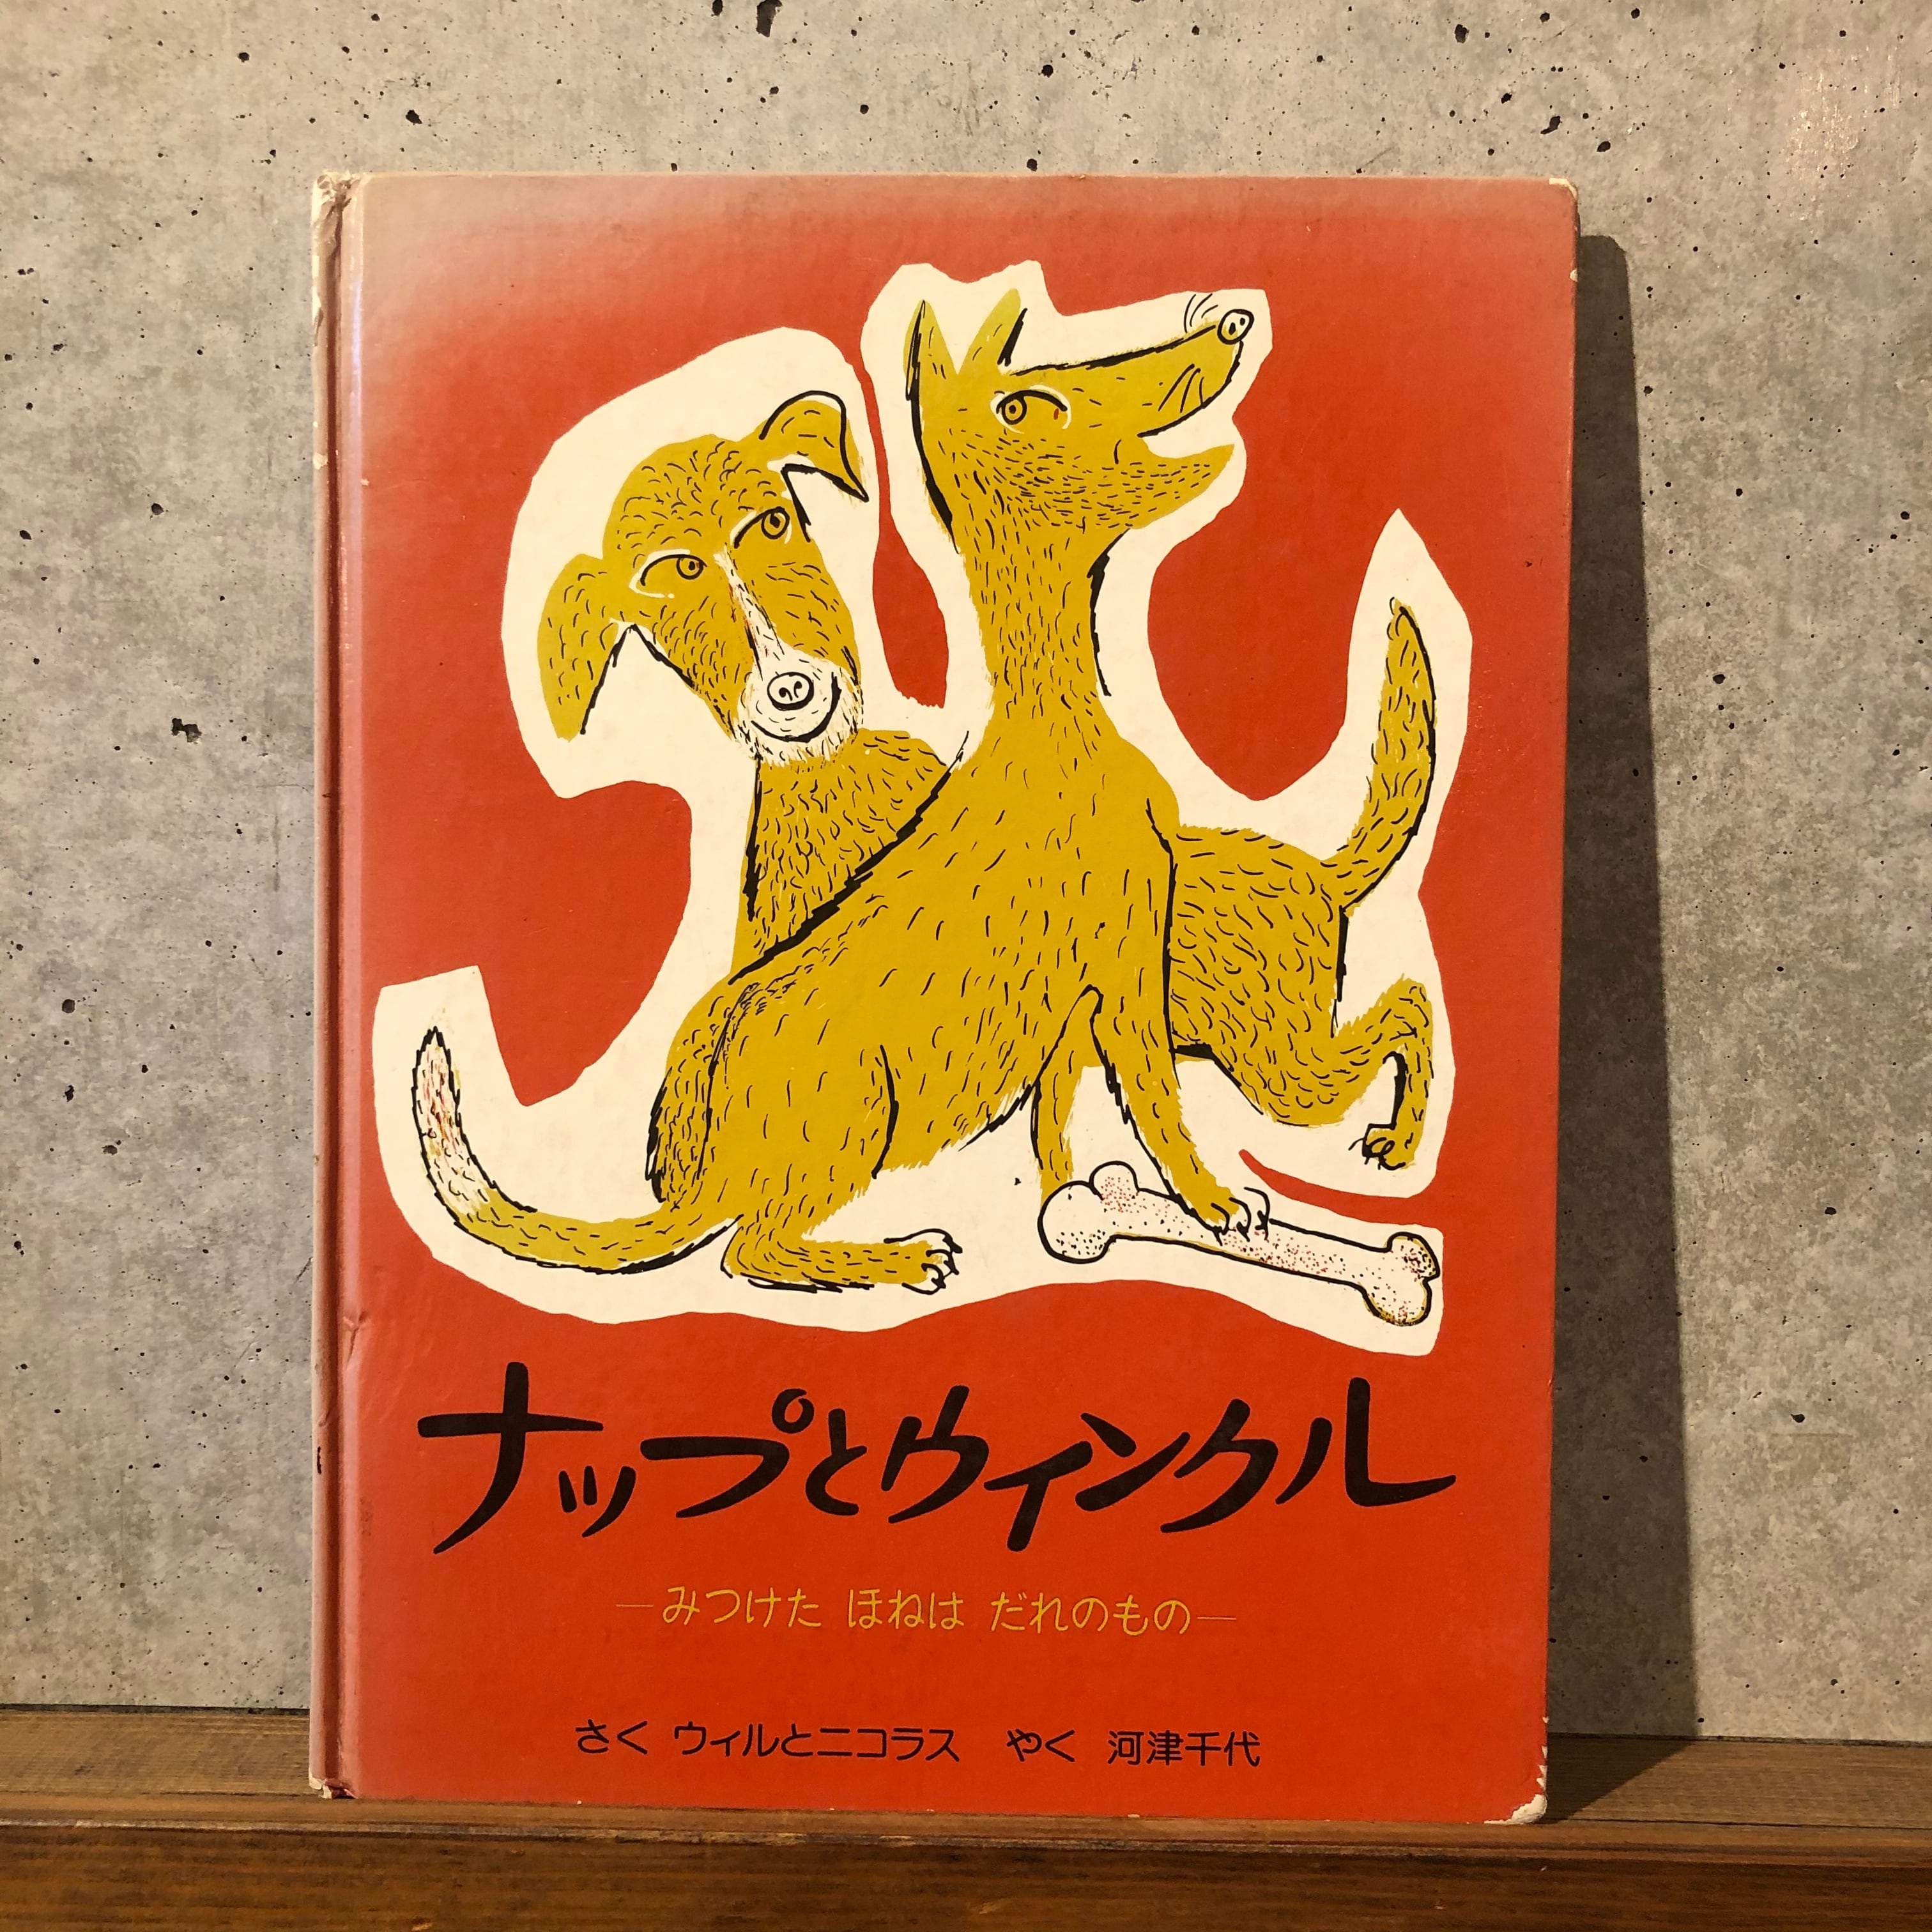 ナップとウィンクル
—みつけた ほねは だれのもの—
さく ウィルとニコラス やく 河津千代